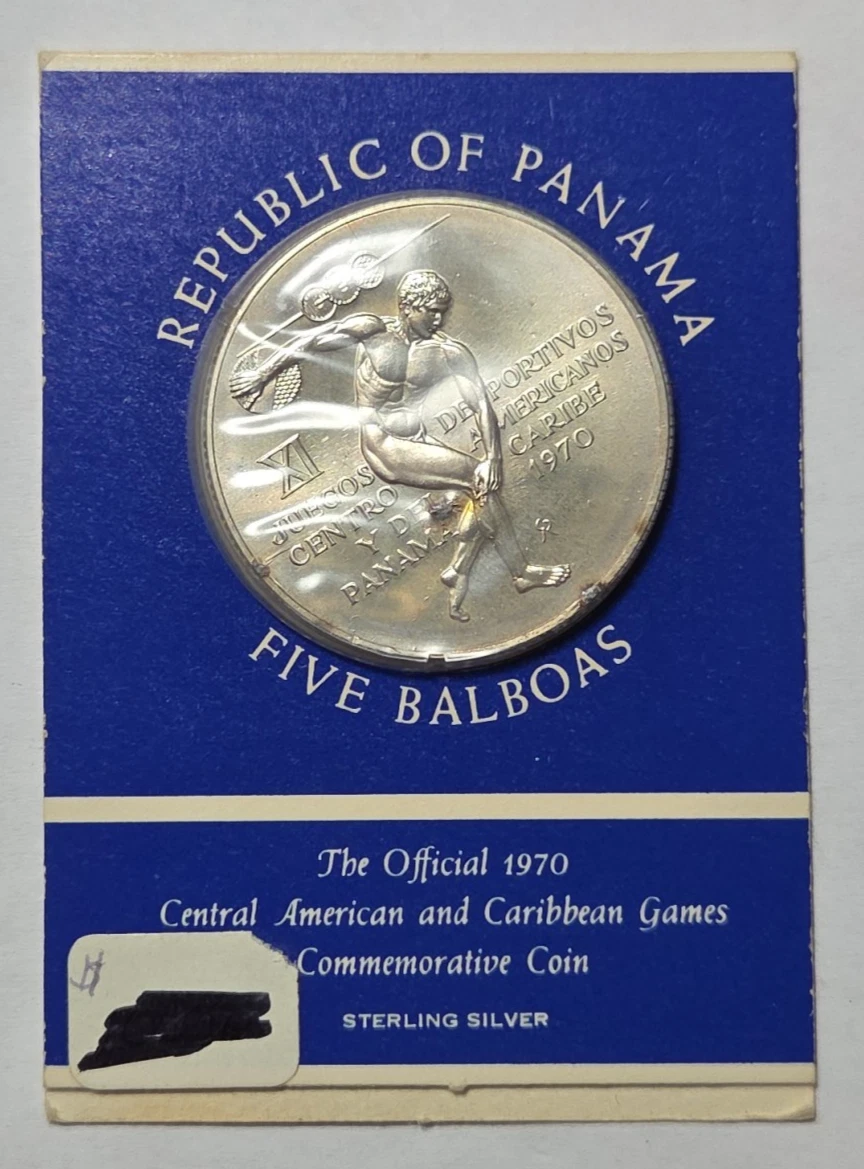 REPUBLIC OF PANAMA
XI
JUEGOS DEPORTIVOS
CENTRO AMERICANOS
Y DEL CARIBE
PANAMA 1970
FIVE BALBOAS
The Official 1970
Central American and Caribbean Games
Commemorative Coin
STERLING SILVER
$